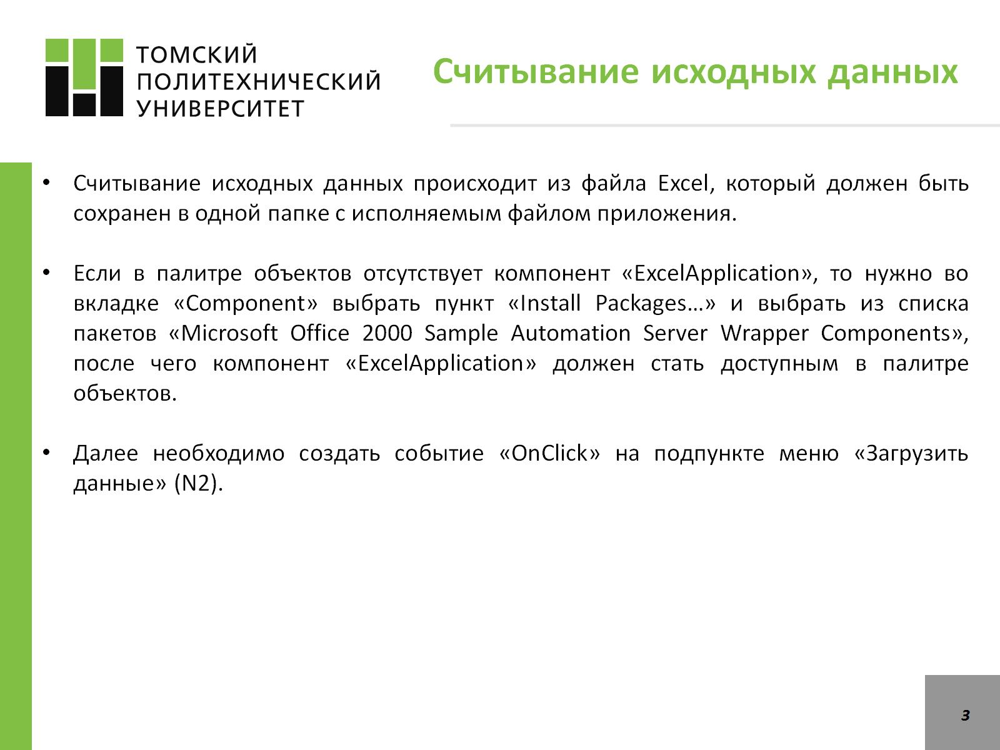 ТОМСКИЙ
ПОЛИТЕХНИЧЕСКИЙ
УНИВЕРСИТЕТ
Считывание исходных данных
• Считывание исходных данных происходит из файла Excel, который должен быть
сохранен в одной папке с исполняемым файлом приложения.
• Если в палитре объектов отсутствует компонент «ExcelApplication», то нужно во
вкладке «Component» выбрать пункт «Install Packages…» и выбрать из списка
пакетов «Microsoft Office 2000 Sample Automation Server Wrapper Components»,
после чего компонент «ExcelApplication» должен стать доступным в палитре
объектов.
• Далее необходимо создать событие «OnClick» на подпункте меню «Загрузить
данные» (N2).
3